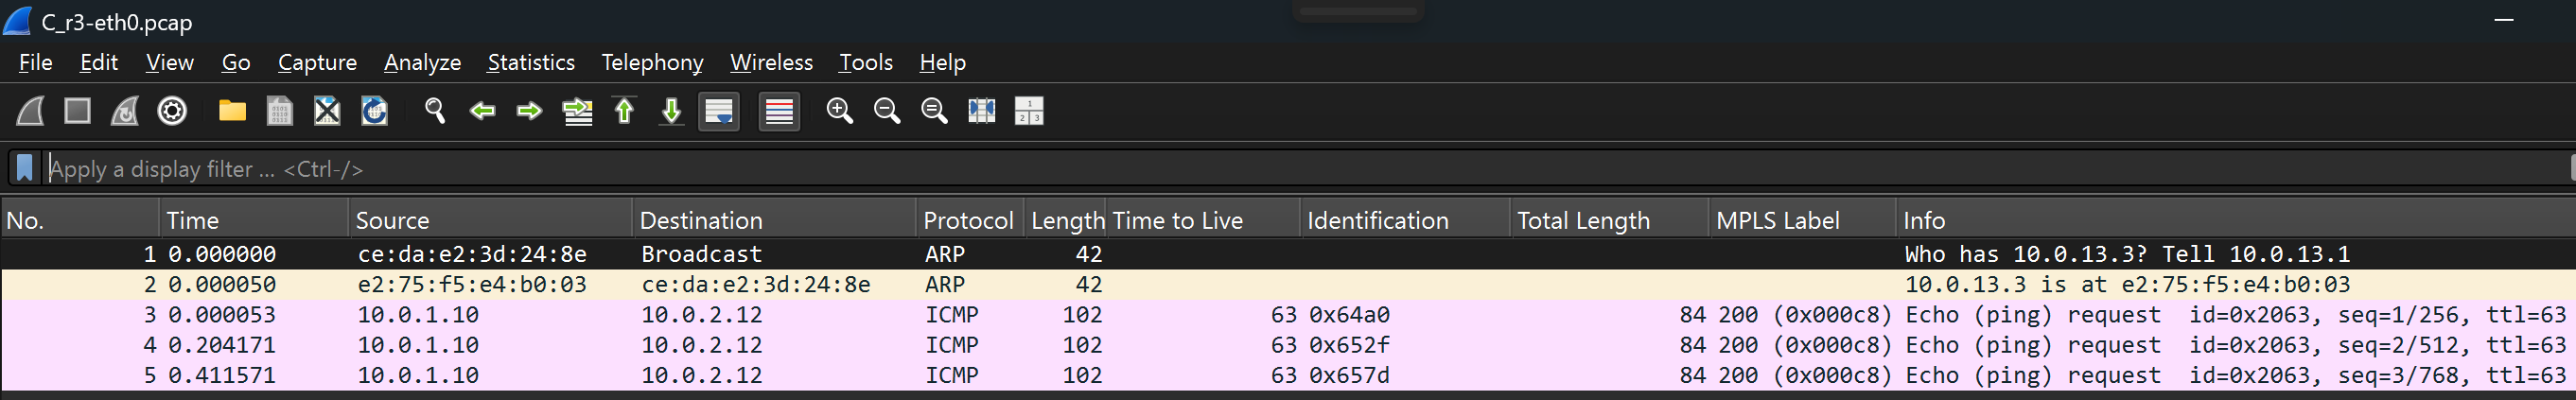 C_r3-eth0.pcap
File Edit View Go Capture Analyze Statistics Telephony Wireless Tools Help
Apply a display filter ... <Ctrl-/>
No. Time Source Destination Protocol Length Time to Live Identification Total Length MPLS Label Info
1 0.000000 ce:da:e2:3d:24:8e Broadcast ARP 42 Who has 10.0.13.3? Tell 10.0.13.1
2 0.000050 e2:75:f5:e4:b0:03 ce:da:e2:3d:24:8e ARP 42 10.0.13.3 is at e2:75:f5:e4:b0:03
3 0.000053 10.0.1.10 10.0.2.12 ICMP 102 63 0x64a0 84 200 (0x000c8) Echo (ping) request id=0x2063, seq=1/256, ttl=63
4 0.204171 10.0.1.10 10.0.2.12 ICMP 102 63 0x652f 84 200 (0x000c8) Echo (ping) request id=0x2063, seq=2/512, ttl=63
5 0.411571 10.0.1.10 10.0.2.12 ICMP 102 63 0x657d 84 200 (0x000c8) Echo (ping) request id=0x2063, seq=3/768, ttl=63